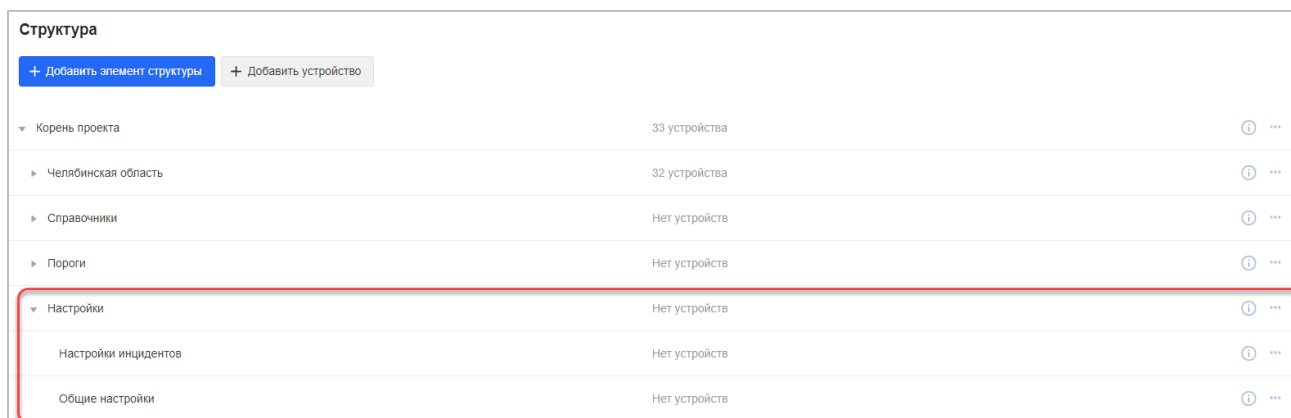 Структура
+ Добавить элемент структуры + Добавить устройство
Корень проекта 33 устройства
Челябинская область 32 устройства
Справочники Нет устройств
Пороги Нет устройств
Настройки Нет устройств
Настройки инцидентов Нет устройств
Общие настройки Нет устройств